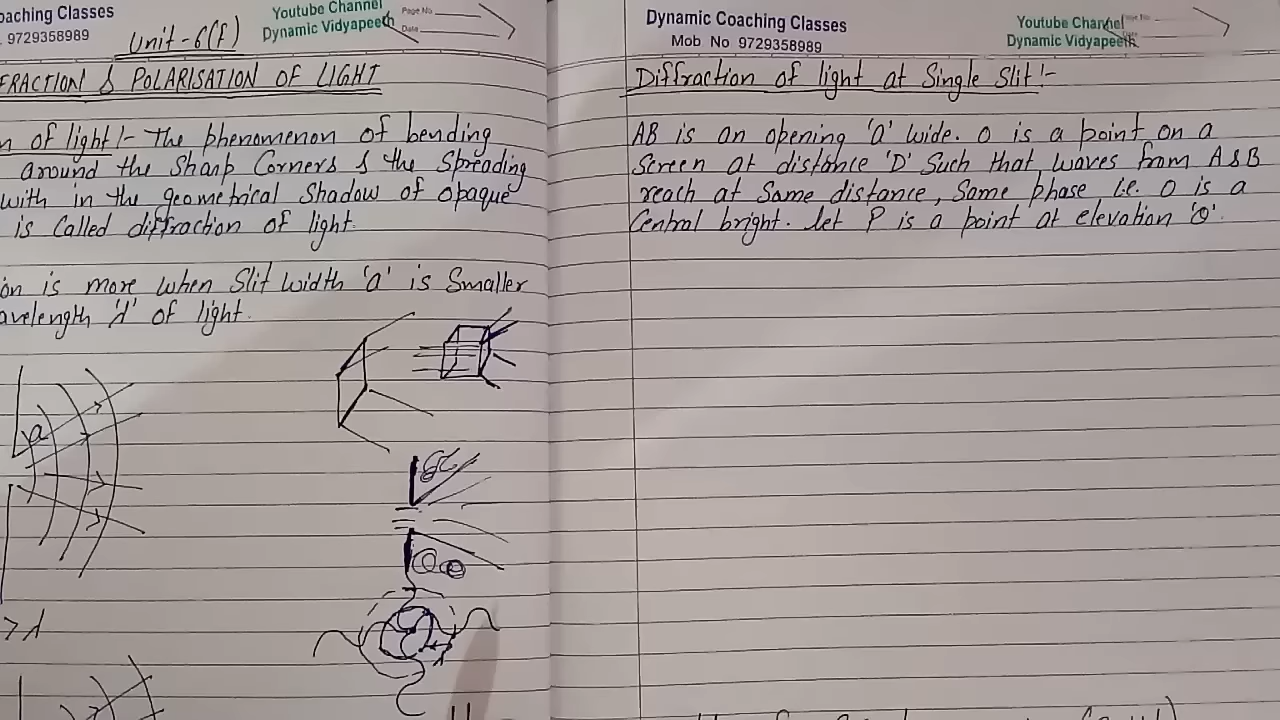 oaching Classes
9729358989
Unit-6(f)
Youtube Channel
Dynamic Vidyapeeth
Page No
Date
FRACTION & POLARISATION OF LIGHT
n of light!- The phenomenon of bending
around the Sharp Corners & the Spreading
with in the geometrical Shadow of opaque
is Called diffraction of light.
ion is more when Slit width 'a' is Smaller
avelength 'λ' of light.
a
> λ
Dynamic Coaching Classes
Mob No 9729358989
Youtube Channel
Dynamic Vidyapeeth
Diffraction of light at Single Slit!-
AB is an opening 'a' wide. O is a point on a
Screen at distance 'D' Such that waves from A&B
reach at Same distance, Same phase i.e. O is a
Central bright. Let P is a point at elevation 'θ'.